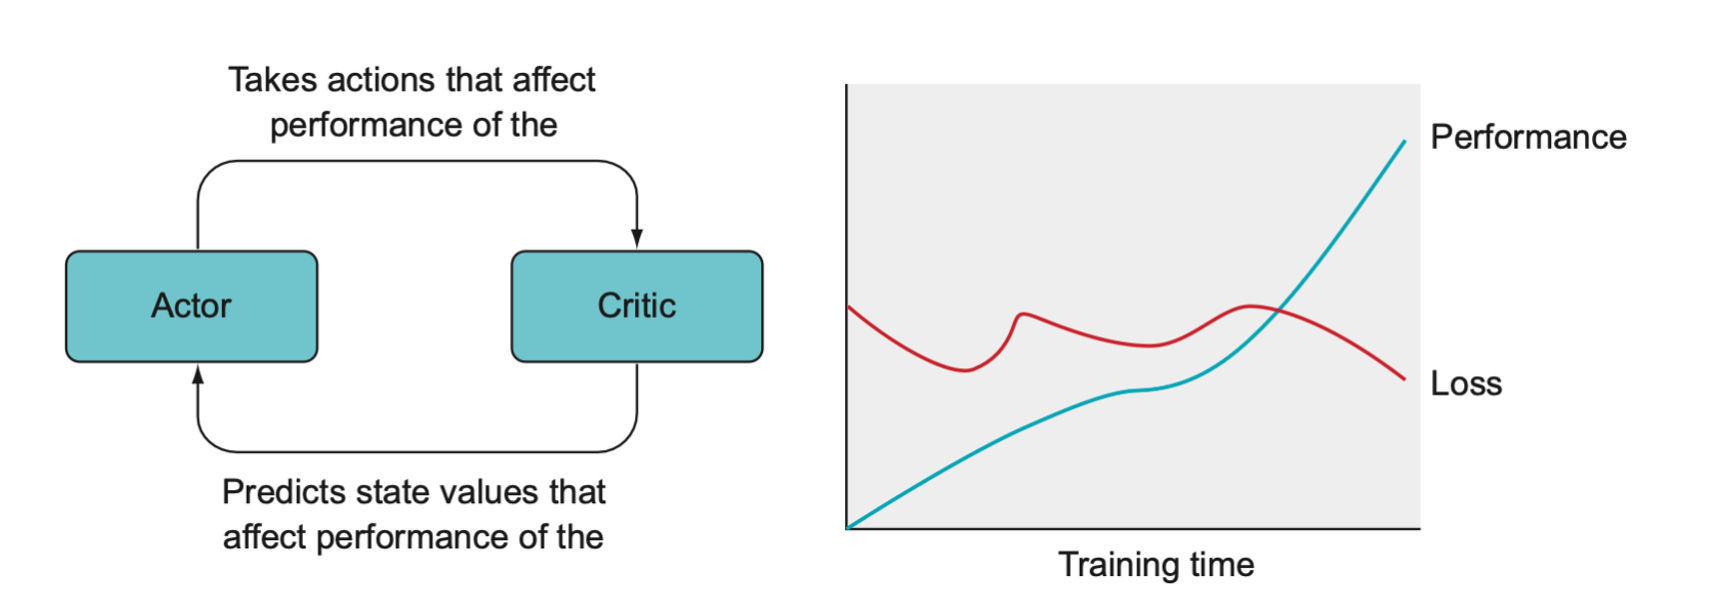 Takes actions that affect
performance of the
Actor
Critic
Predicts state values that
affect performance of the
Performance
Loss
Training time